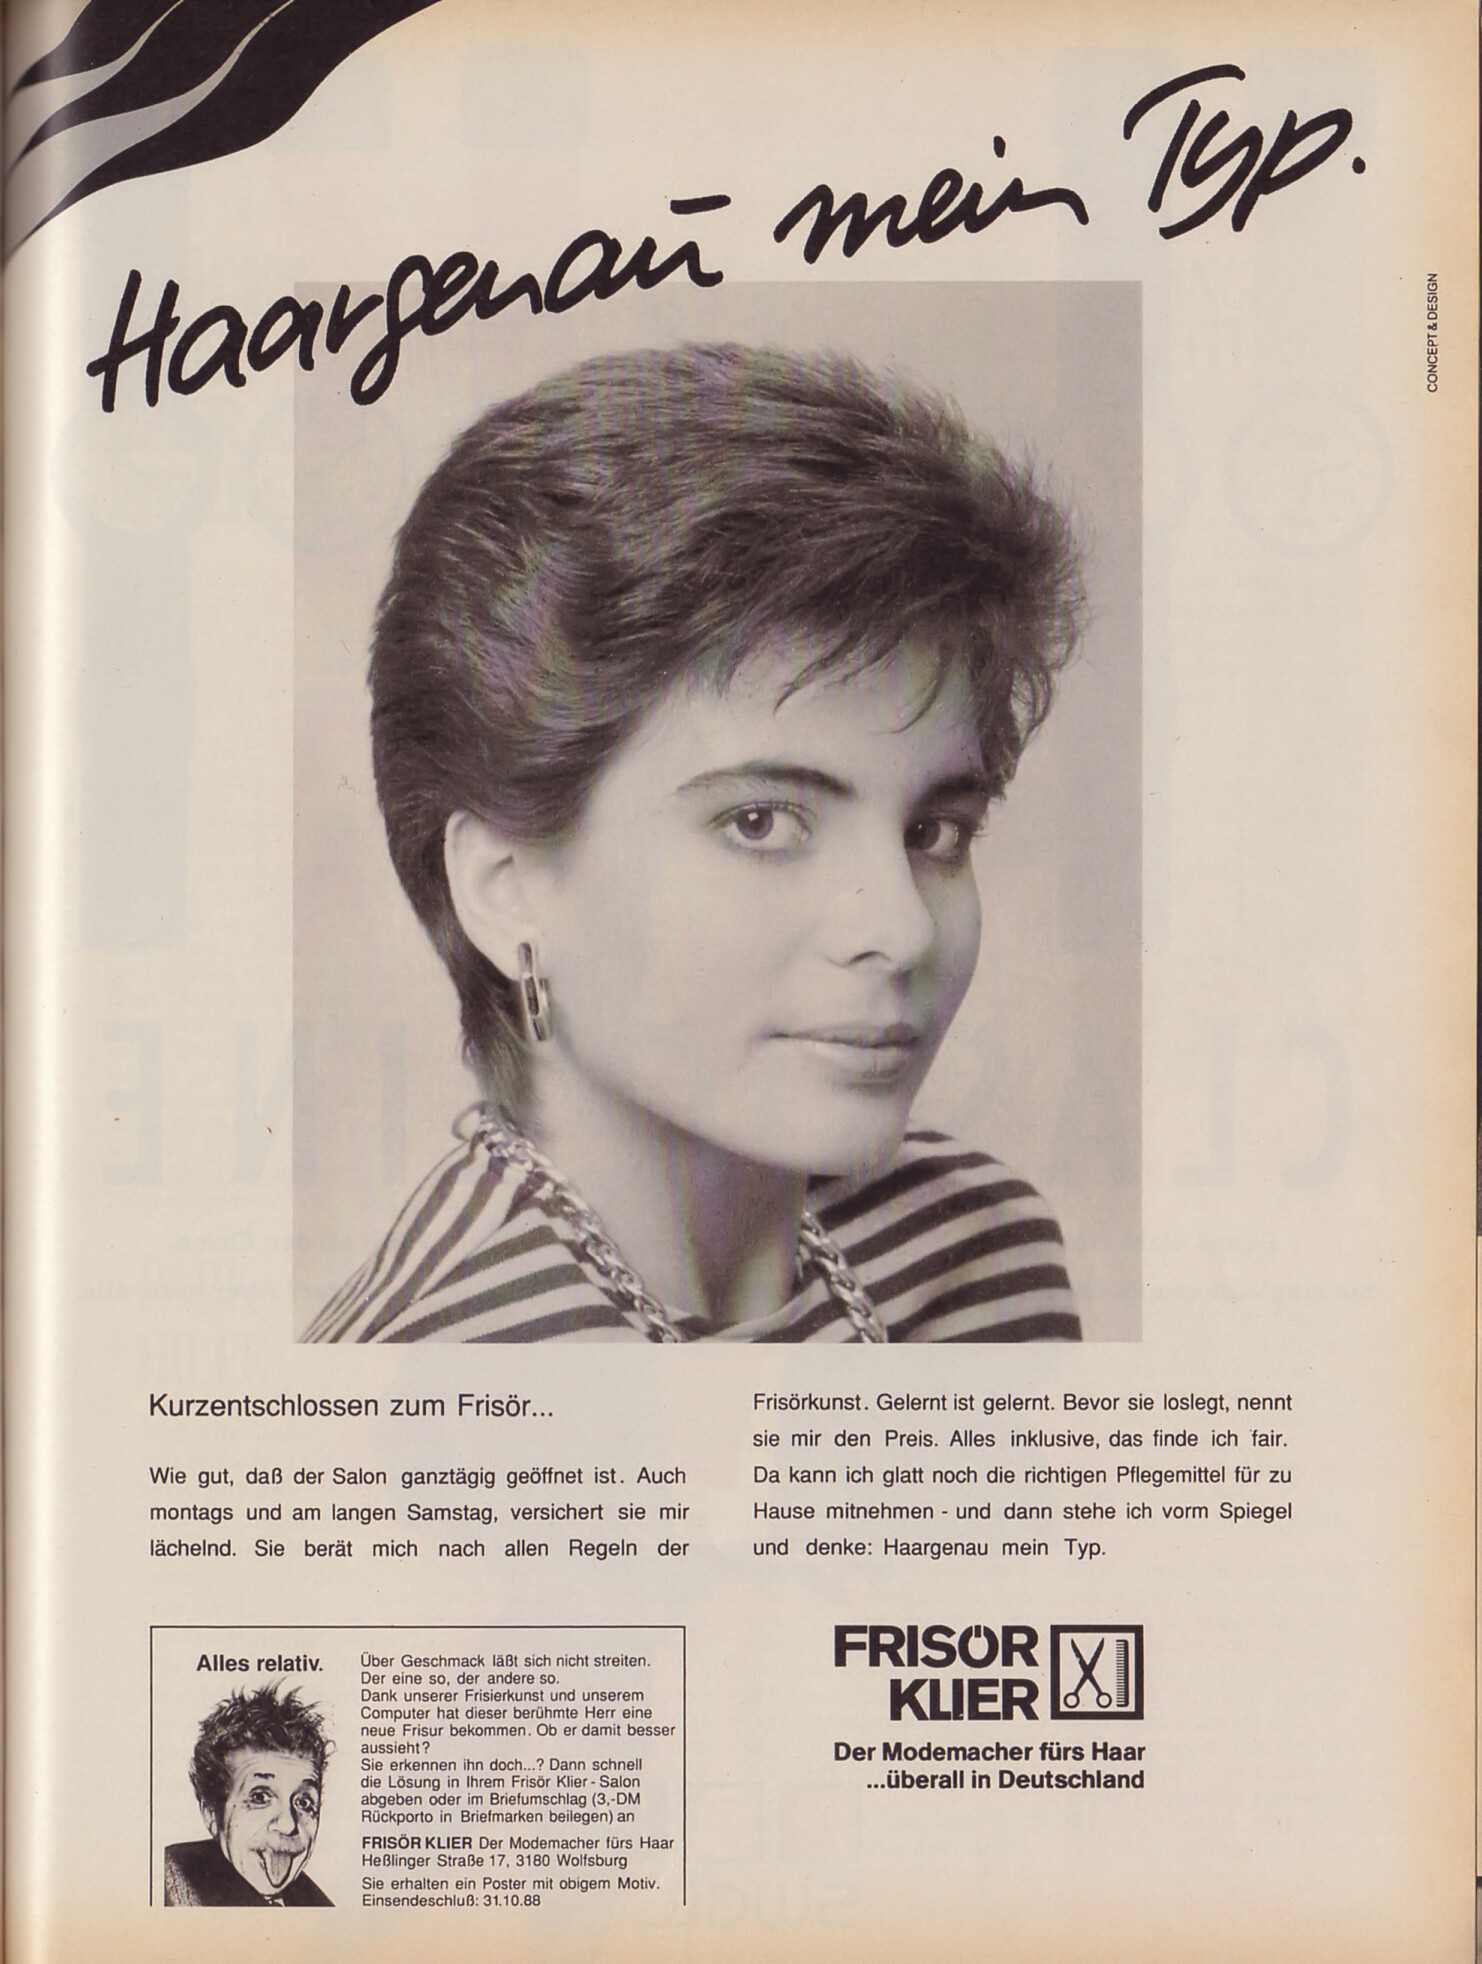 Haargenau mein Typ.
CONCEPT & DESIGN
Kurzentschlossen zum Frisör...
Wie gut, daß der Salon ganztägig geöffnet ist. Auch
montags und am langen Samstag, versichert sie mir
lächelnd. Sie berät mich nach allen Regeln der
Frisörkunst. Gelernt ist gelernt. Bevor sie loslegt, nennt
sie mir den Preis. Alles inklusive, das finde ich fair.
Da kann ich glatt noch die richtigen Pflegemittel für zu
Hause mitnehmen - und dann stehe ich vorm Spiegel
und denke: Haargenau mein Typ.
Alles relativ.
Über Geschmack läßt sich nicht streiten.
Der eine so, der andere so.
Dank unserer Frisierkunst und unserem
Computer hat dieser berühmte Herr eine
neue Frisur bekommen. Ob er damit besser
aussieht?
Sie erkennen ihn doch...? Dann schnell
die Lösung in Ihrem Frisör Klier - Salon
abgeben oder im Briefumschlag (3,-DM
Rückporto in Briefmarken beilegen) an
FRISÖR KLIER Der Modemacher fürs Haar
Heßlinger Straße 17, 3180 Wolfsburg
Sie erhalten ein Poster mit obigem Motiv.
Einsendeschluß: 31.10.88
FRISÖR
KLIER
Der Modemacher fürs Haar
...überall in Deutschland